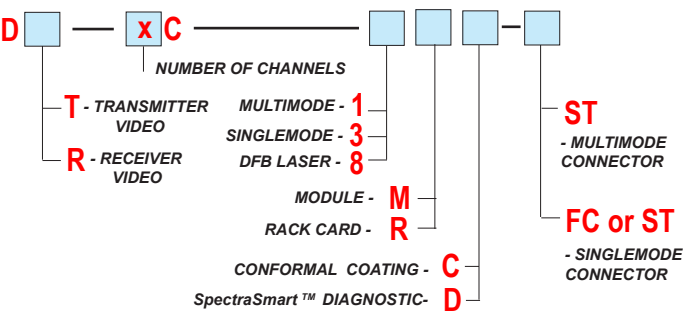 D — x C — –
NUMBER OF CHANNELS
T - TRANSMITTER
VIDEO
R - RECEIVER
VIDEO
MULTIMODE - 1
SINGLEMODE - 3
DFB LASER - 8
MODULE - M
RACK CARD - R
CONFORMAL COATING - C
SpectraSmart ™ DIAGNOSTIC- D
ST
- MULTIMODE
CONNECTOR
FC or ST
- SINGLEMODE
CONNECTOR